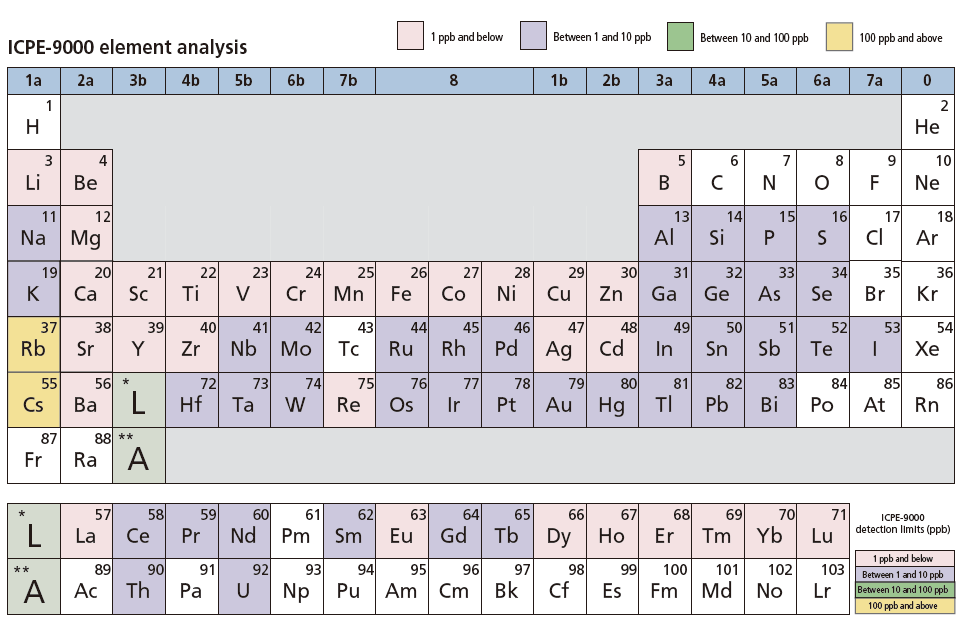 ICPE-9000 element analysis
1 ppb and below
Between 1 and 10 ppb
Between 10 and 100 ppb
100 ppb and above
1a 2a 3b 4b 5b 6b 7b 8 1b 2b 3a 4a 5a 6a 7a 0
1 2
H He
3 4 5 6 7 8 9 10
Li Be B C N O F Ne
11 12 13 14 15 16 17 18
Na Mg Al Si P S Cl Ar
19 20 21 22 23 24 25 26 27 28 29 30 31 32 33 34 35 36
K Ca Sc Ti V Cr Mn Fe Co Ni Cu Zn Ga Ge As Se Br Kr
37 38 39 40 41 42 43 44 45 46 47 48 49 50 51 52 53 54
Rb Sr Y Zr Nb Mo Tc Ru Rh Pd Ag Cd In Sn Sb Te I Xe
55 56 * 72 73 74 75 76 77 78 79 80 81 82 83 84 85 86
Cs Ba L Hf Ta W Re Os Ir Pt Au Hg Tl Pb Bi Po At Rn
87 88 **
Fr Ra A
* 57 58 59 60 61 62 63 64 65 66 67 68 69 70 71
L La Ce Pr Nd Pm Sm Eu Gd Tb Dy Ho Er Tm Yb Lu
** 89 90 91 92 93 94 95 96 97 98 99 100 101 102 103
A Ac Th Pa U Np Pu Am Cm Bk Cf Es Fm Md No Lr
ICPE-9000
detection limits (ppb)
1 ppb and below
Between 1 and 10 ppb
Between 10 and 100 ppb
100 ppb and above